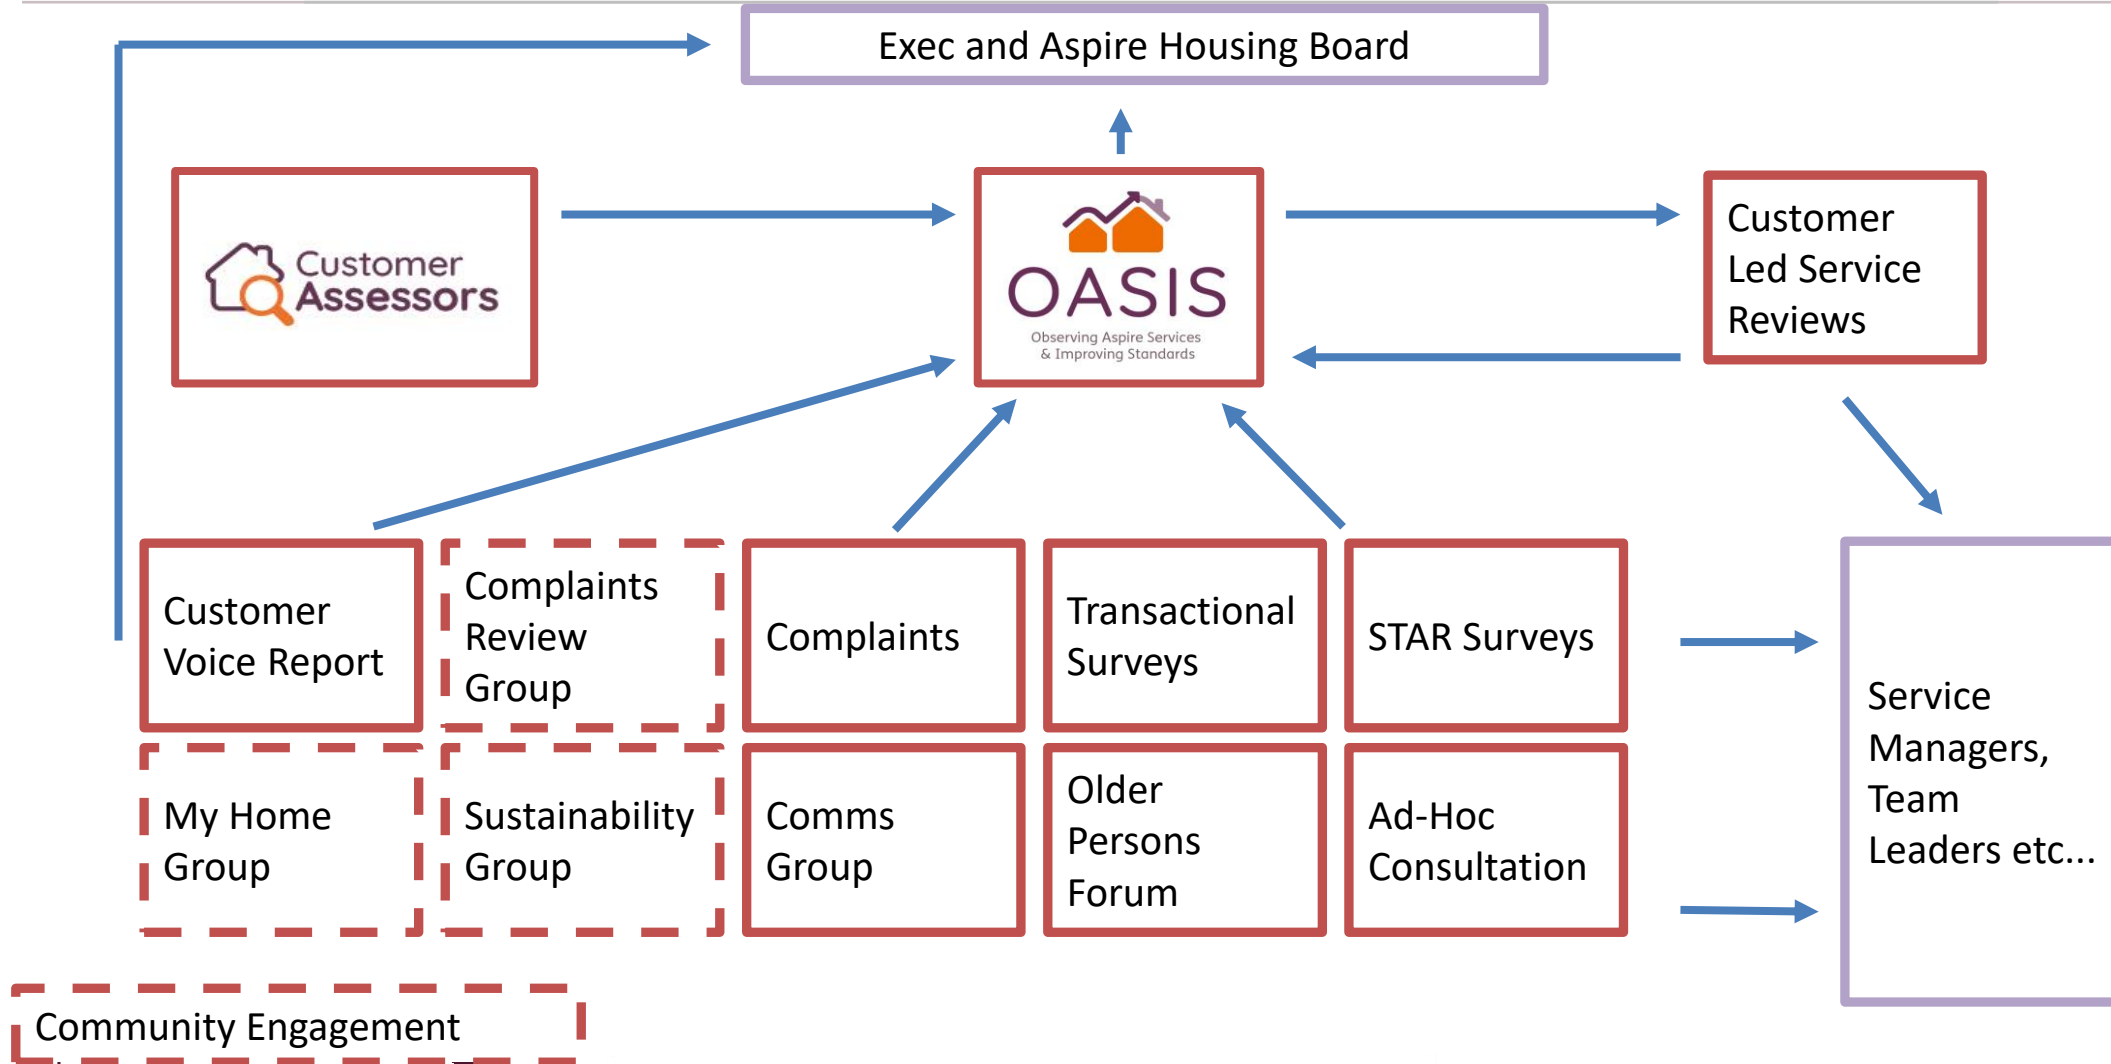 Exec and Aspire Housing Board
Customer
Assessors
OASIS
Observing Aspire Services
& Improving Standards
Customer
Led Service
Reviews
Customer
Voice Report
Complaints
Review
Group
Complaints
Transactional
Surveys
STAR Surveys
My Home
Group
Sustainability
Group
Comms
Group
Older
Persons
Forum
Ad-Hoc
Consultation
Service
Managers,
Team
Leaders etc...
Community Engagement